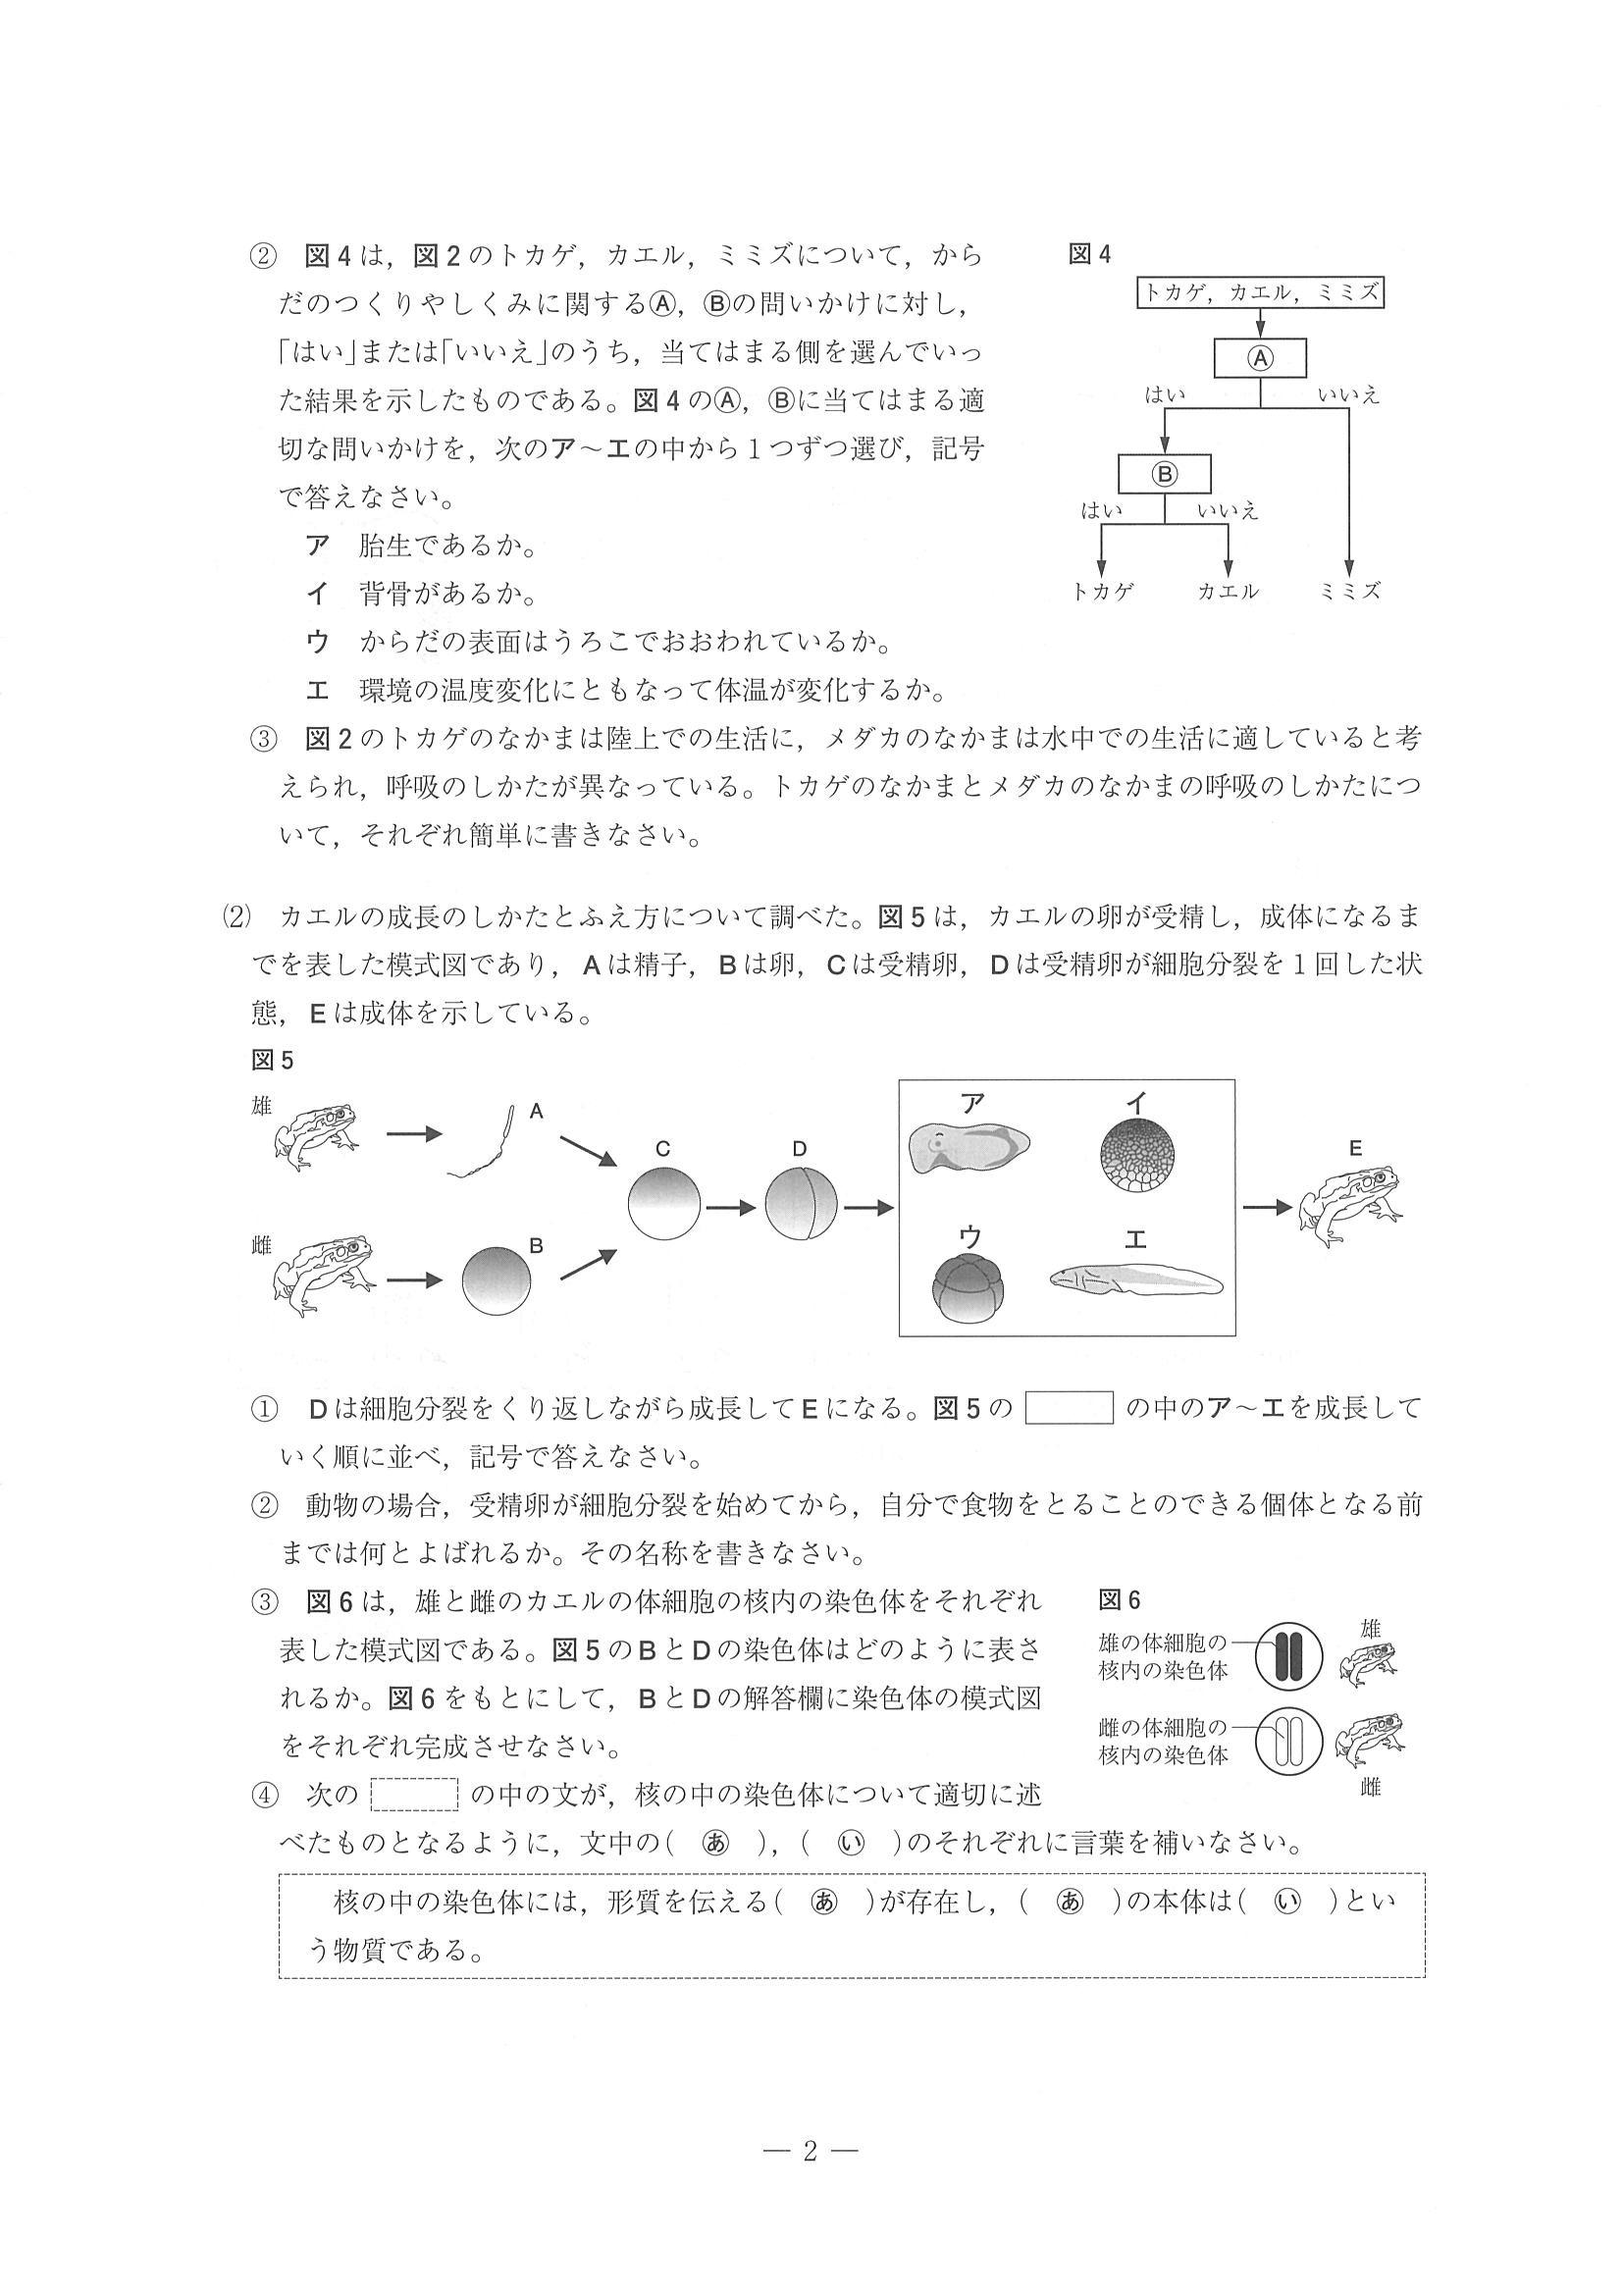 ② 図4は，図2のトカゲ，カエル，ミミズについて，から
だのつくりやしくみに関するⒶ，Ⓑの問いかけに対し，
「はい」または「いいえ」のうち，当てはまる側を選んでいっ
た結果を示したものである。図4のⒶ，Ⓑに当てはまる適
切な問いかけを，次のア～エの中から1つずつ選び，記号
で答えなさい。
ア 胎生であるか。
イ 背骨があるか。
ウ からだの表面はうろこでおおわれているか。
エ 環境の温度変化にともなって体温が変化するか。
図4
トカゲ，カエル，ミミズ
Ⓐ
はい いいえ
Ⓑ
はい いいえ
トカゲ カエル ミミズ
③ 図2のトカゲのなかまは陸上での生活に，メダカのなかまは水中での生活に適していると考
えられ，呼吸のしかたが異なっている。トカゲのなかまとメダカのなかまの呼吸のしかたにつ
いて，それぞれ簡単に書きなさい。
(2) カエルの成長のしかたとふえ方について調べた。図5は，カエルの卵が受精し，成体になるま
でを表した模式図であり，Aは精子，Bは卵，Cは受精卵，Dは受精卵が細胞分裂を1回した状
態，Eは成体を示している。
図5
雄 A C D ア イ E
雌 B ウ エ
① Dは細胞分裂をくり返しながら成長してEになる。図5の の中のア～エを成長して
いく順に並べ，記号で答えなさい。
② 動物の場合，受精卵が細胞分裂を始めてから，自分で食物をとることのできる個体となる前
までは何とよばれるか。その名称を書きなさい。
③ 図6は，雄と雌のカエルの体細胞の核内の染色体をそれぞれ
表した模式図である。図5のBとDの染色体はどのように表さ
れるか。図6をもとにして，BとDの解答欄に染色体の模式図
をそれぞれ完成させなさい。
図6
雄の体細胞の
核内の染色体
雄
雌の体細胞の
核内の染色体
雌
④ 次の の中の文が，核の中の染色体について適切に述
べたものとなるように，文中の( あ )，( い )のそれぞれに言葉を補いなさい。
核の中の染色体には，形質を伝える( あ )が存在し，( あ )の本体は( い )とい
う物質である。
― 2 ―